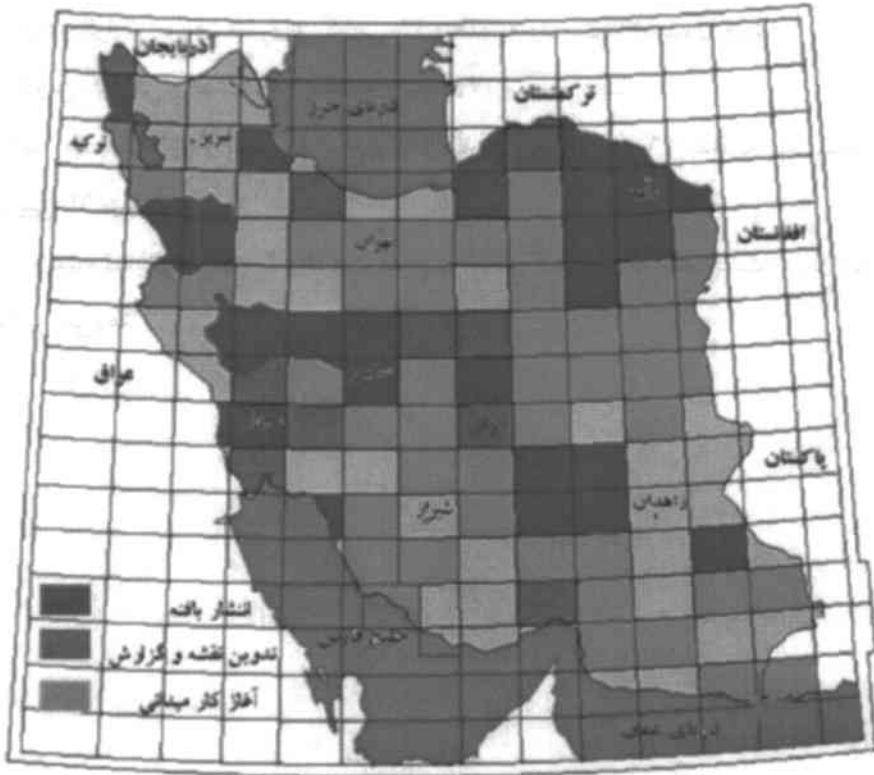 آذربایجان
ترکمنستان
دریای خزر
ترکیه
تبریز
افغانستان
تهران
عراق
پاکستان
شیراز
زاهدان
انتشار یافته
خلیج فارس
تدوین نقشه و گزارش
آغاز کار میدانی
دریای عمان